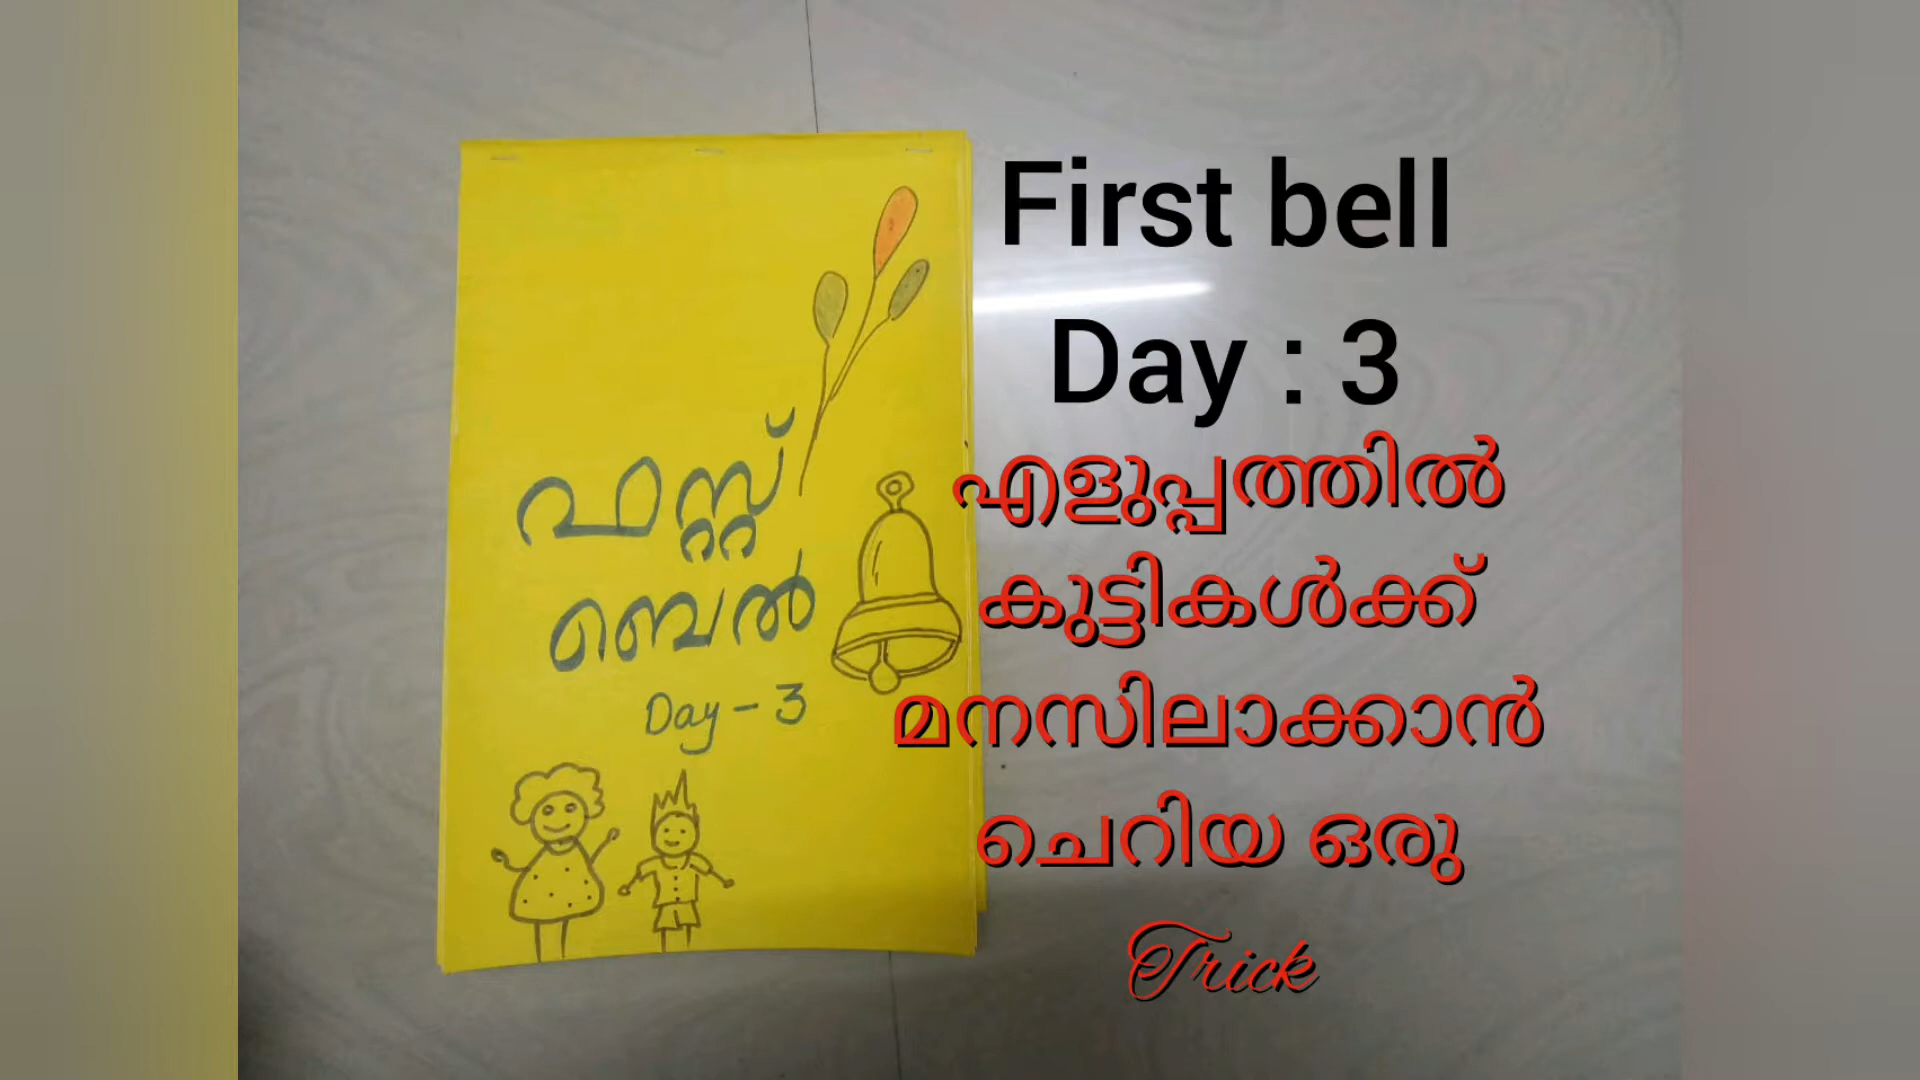 ഫസ്റ്റ്
ബെൽ
Day - 3
First bell
Day : 3
എളുപ്പത്തിൽ
കുട്ടികൾക്ക്
മനസിലാക്കാൻ
ചെറിയ ഒരു
Trick